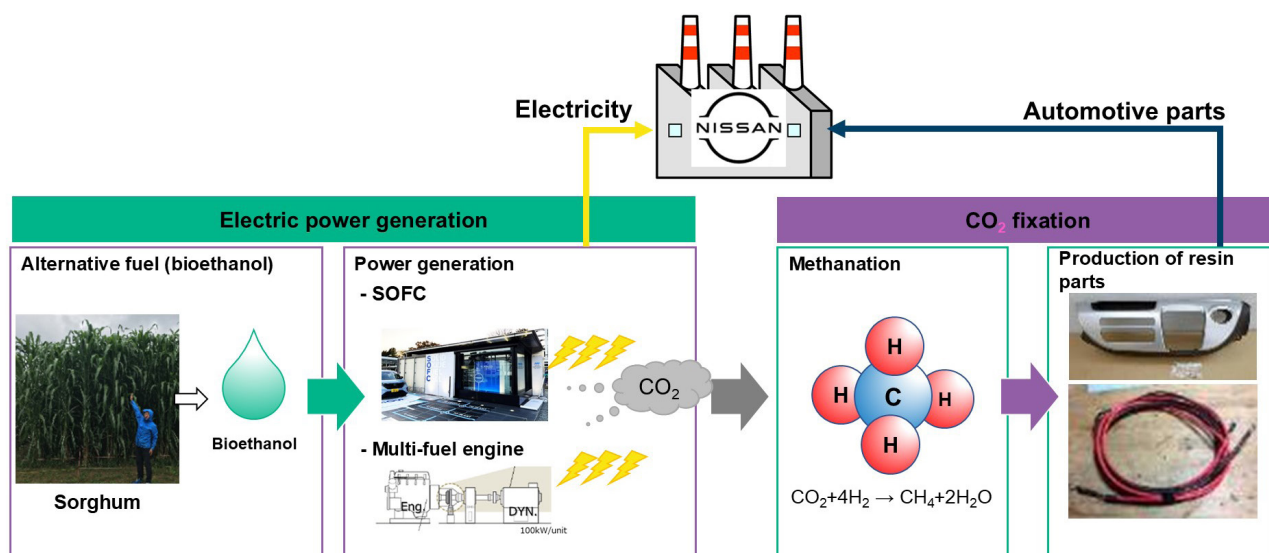 Electricity
NISSAN
Automotive parts
Electric power generation
CO₂ fixation
Alternative fuel (bioethanol)
Sorghum
Bioethanol
Power generation
- SOFC
SOFC
CO₂
- Multi-fuel engine
Eng.
DYN.
100kW/unit
Methanation
H
H
C
H
H
CO₂+4H₂ → CH₄+2H₂O
Production of resin
parts